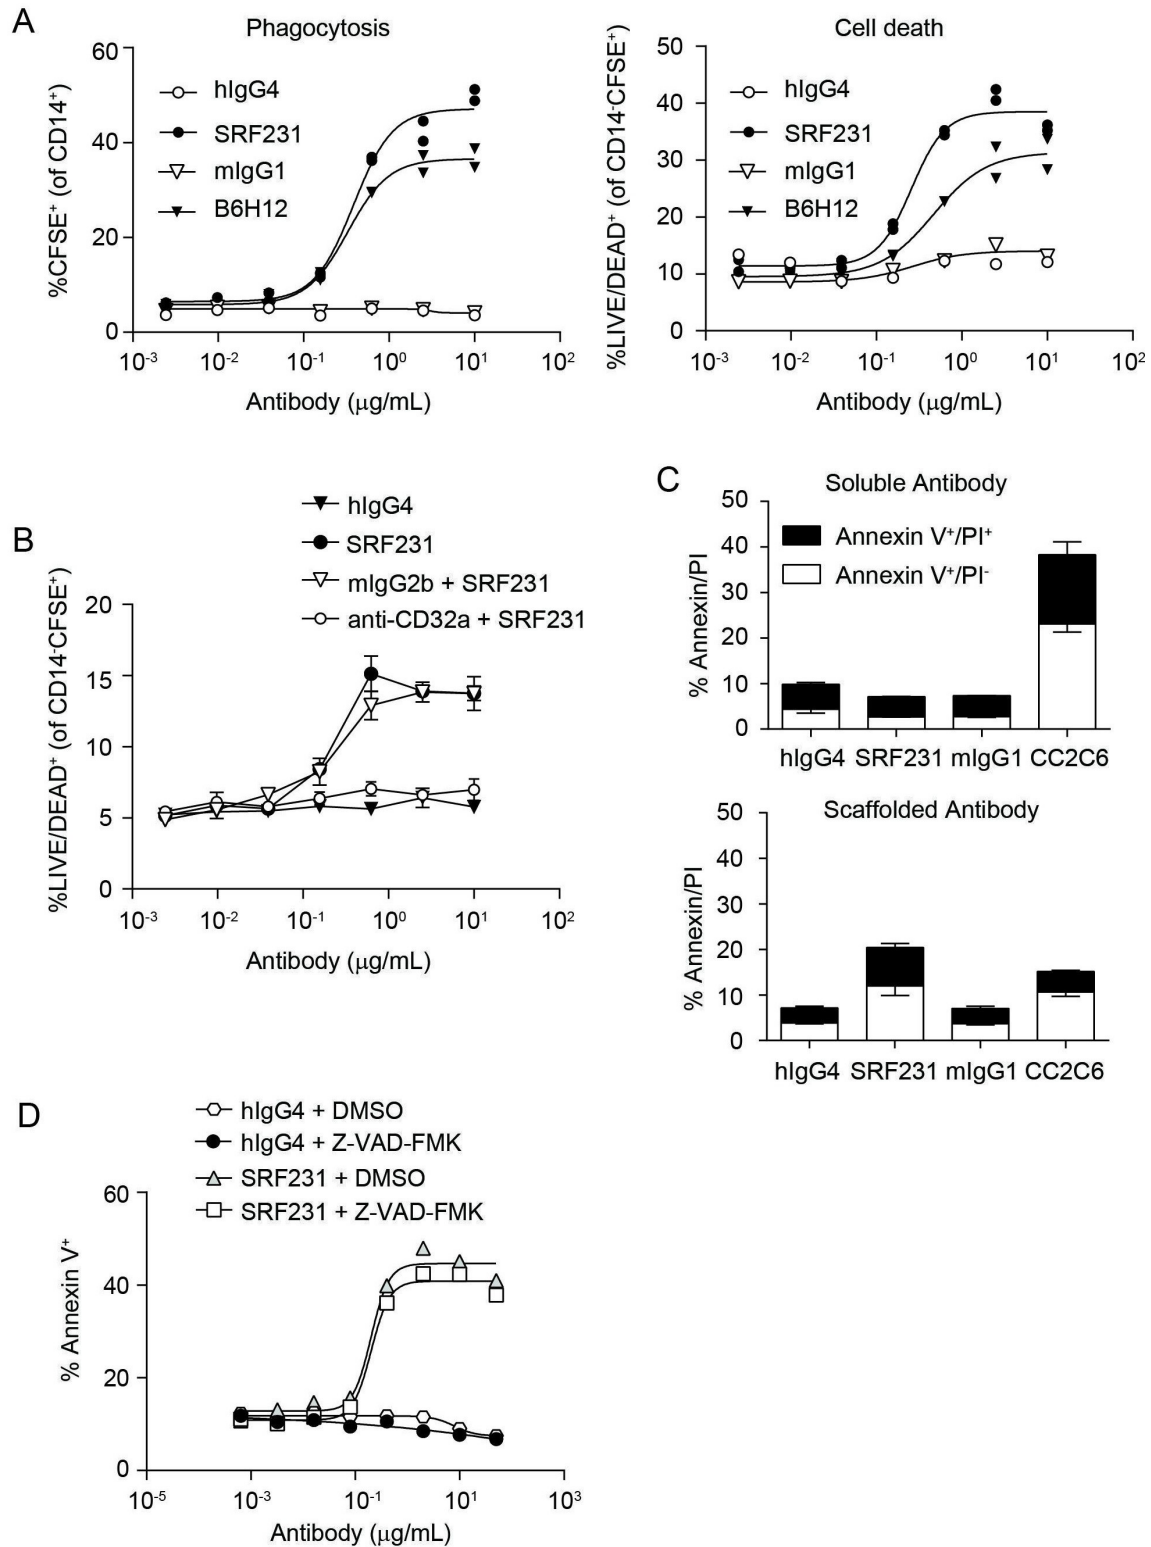 A
Phagocytosis
%CFSE⁺ (of CD14⁺)
60
40
20
0
hIgG4
SRF231
mIgG1
B6H12
10⁻³ 10⁻² 10⁻¹ 10⁰ 10¹ 10²
Antibody (μg/mL)
Cell death
%LIVE/DEAD⁺ (of CD14⁻CFSE⁺)
50
40
30
20
10
0
hIgG4
SRF231
mIgG1
B6H12
10⁻³ 10⁻² 10⁻¹ 10⁰ 10¹ 10²
Antibody (μg/mL)
B
hIgG4
SRF231
mIgG2b + SRF231
anti-CD32a + SRF231
%LIVE/DEAD⁺ (of CD14⁻CFSE⁺)
20
15
10
5
0
10⁻³ 10⁻² 10⁻¹ 10⁰ 10¹ 10²
Antibody (μg/mL)
C
Soluble Antibody
% Annexin/PI
50
40
30
20
10
0
Annexin V⁺/PI⁺
Annexin V⁺/PI⁻
hIgG4 SRF231 mIgG1 CC2C6
Scaffolded Antibody
% Annexin/PI
50
40
30
20
10
0
hIgG4 SRF231 mIgG1 CC2C6
D
hIgG4 + DMSO
hIgG4 + Z-VAD-FMK
SRF231 + DMSO
SRF231 + Z-VAD-FMK
% Annexin V⁺
60
40
20
0
10⁻⁵ 10⁻³ 10⁻¹ 10¹ 10³
Antibody (μg/mL)